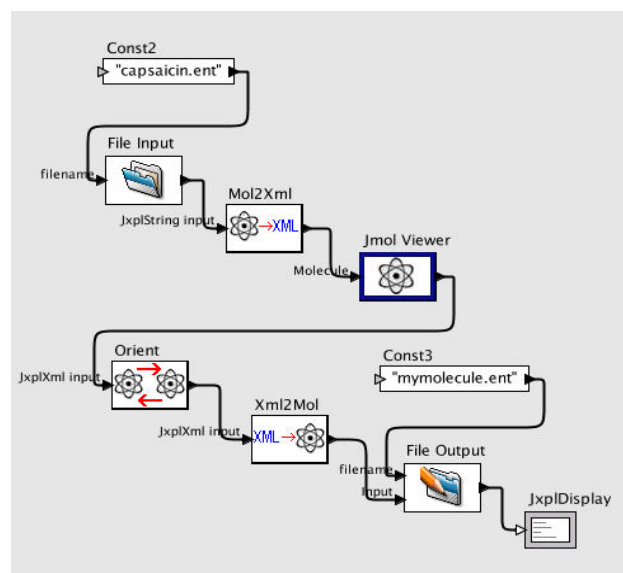 Const2
"capsaicin.ent"
File Input
filename
Mol2Xml
JxplString input
→XML
Jmol Viewer
Molecule
Orient
JxplXml input
Const3
"mymolecule.ent"
Xml2Mol
JxplXml input
XML→
File Output
filename
Input
JxplDisplay